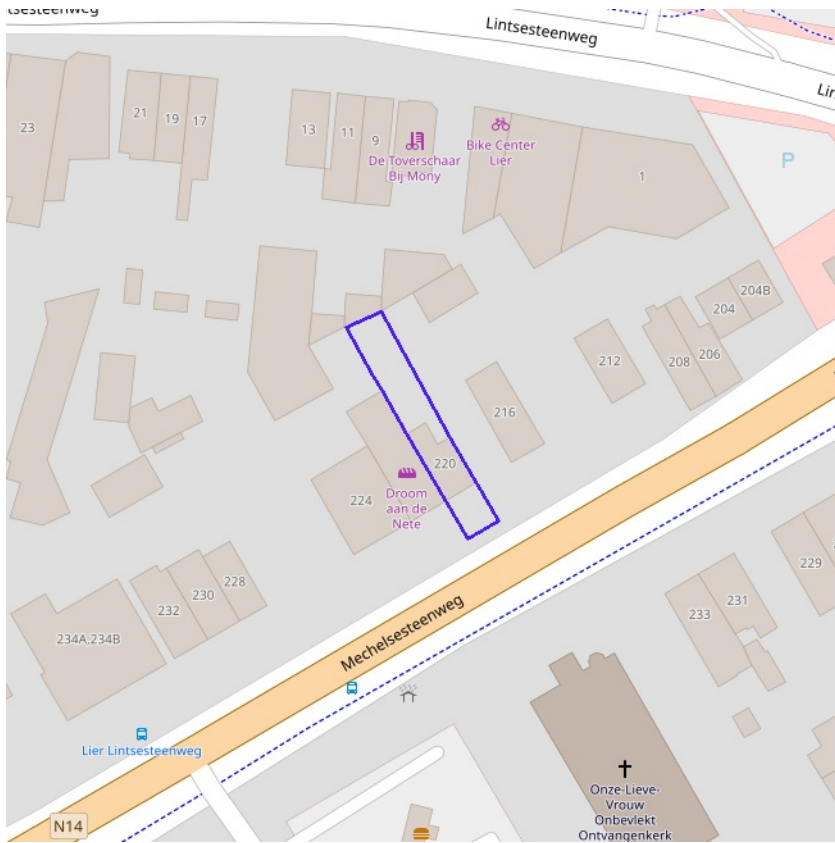 Lintsesteenweg
23
21
19
17
13
11
9
De Toverschaar
Bij Mony
Bike Center
Lier
1
P
204B
204
206
208
212
216
220
224
Droom
aan de
Nete
228
230
232
234A,234B
Mechelsesteenweg
229
231
233
Lier Lintsesteenweg
N14
Onze-Lieve-
Vrouw
Onbevlekt
Ontvangenkerk